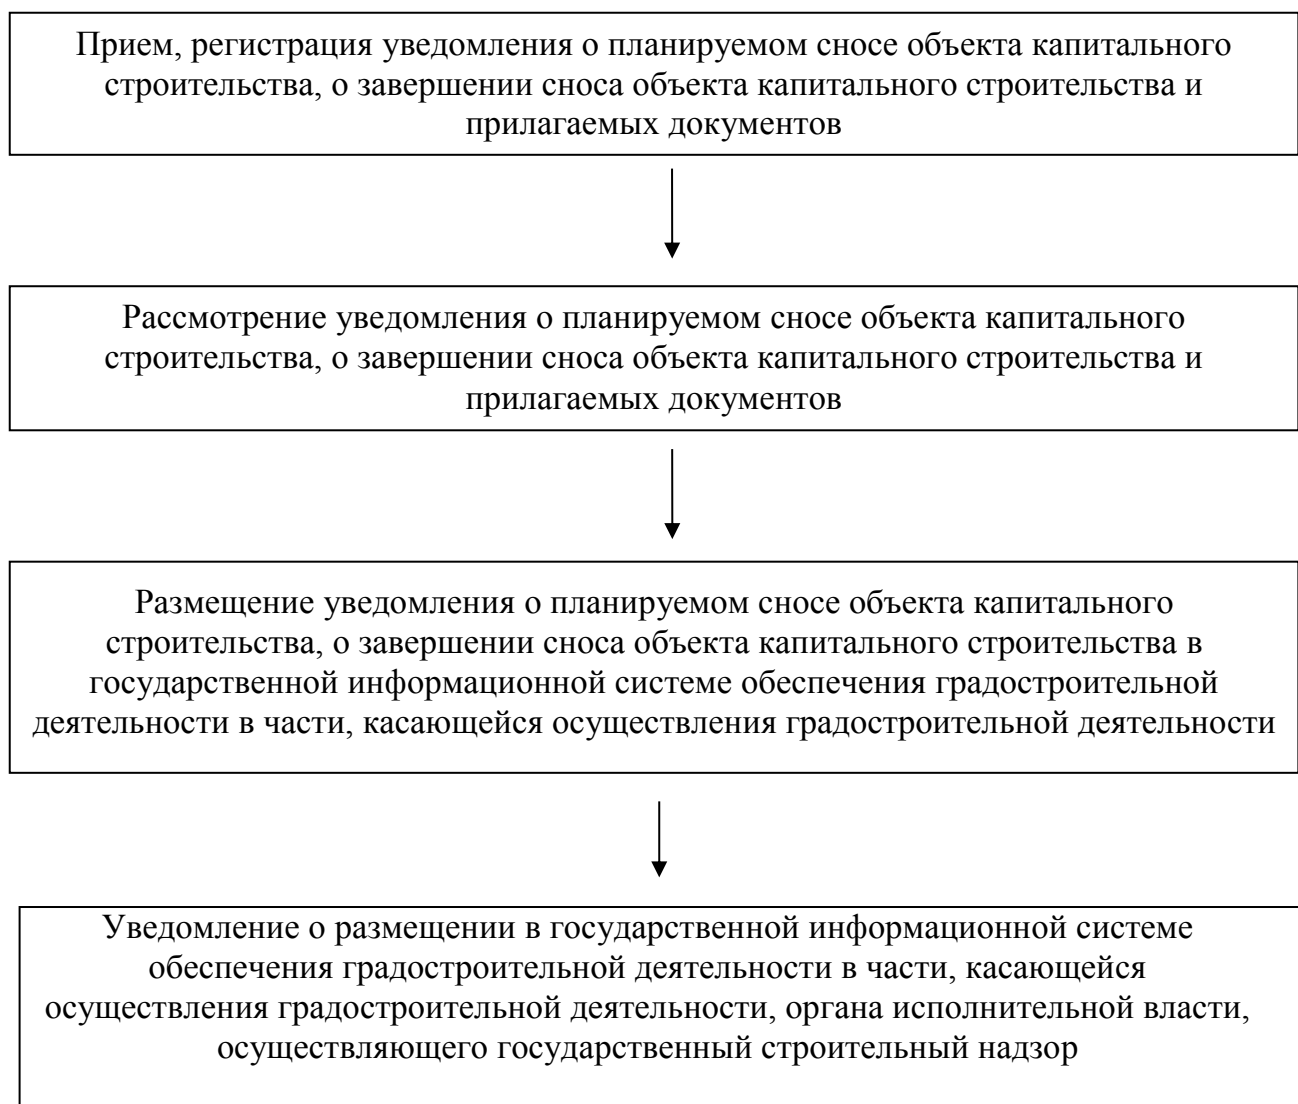 Прием, регистрация уведомления о планируемом сносе объекта капитального
строительства, о завершении сноса объекта капитального строительства и
прилагаемых документов
Рассмотрение уведомления о планируемом сносе объекта капитального
строительства, о завершении сноса объекта капитального строительства и
прилагаемых документов
Размещение уведомления о планируемом сносе объекта капитального
строительства, о завершении сноса объекта капитального строительства в
государственной информационной системе обеспечения градостроительной
деятельности в части, касающейся осуществления градостроительной деятельности
Уведомление о размещении в государственной информационной системе
обеспечения градостроительной деятельности в части, касающейся
осуществления градостроительной деятельности, органа исполнительной власти,
осуществляющего государственный строительный надзор